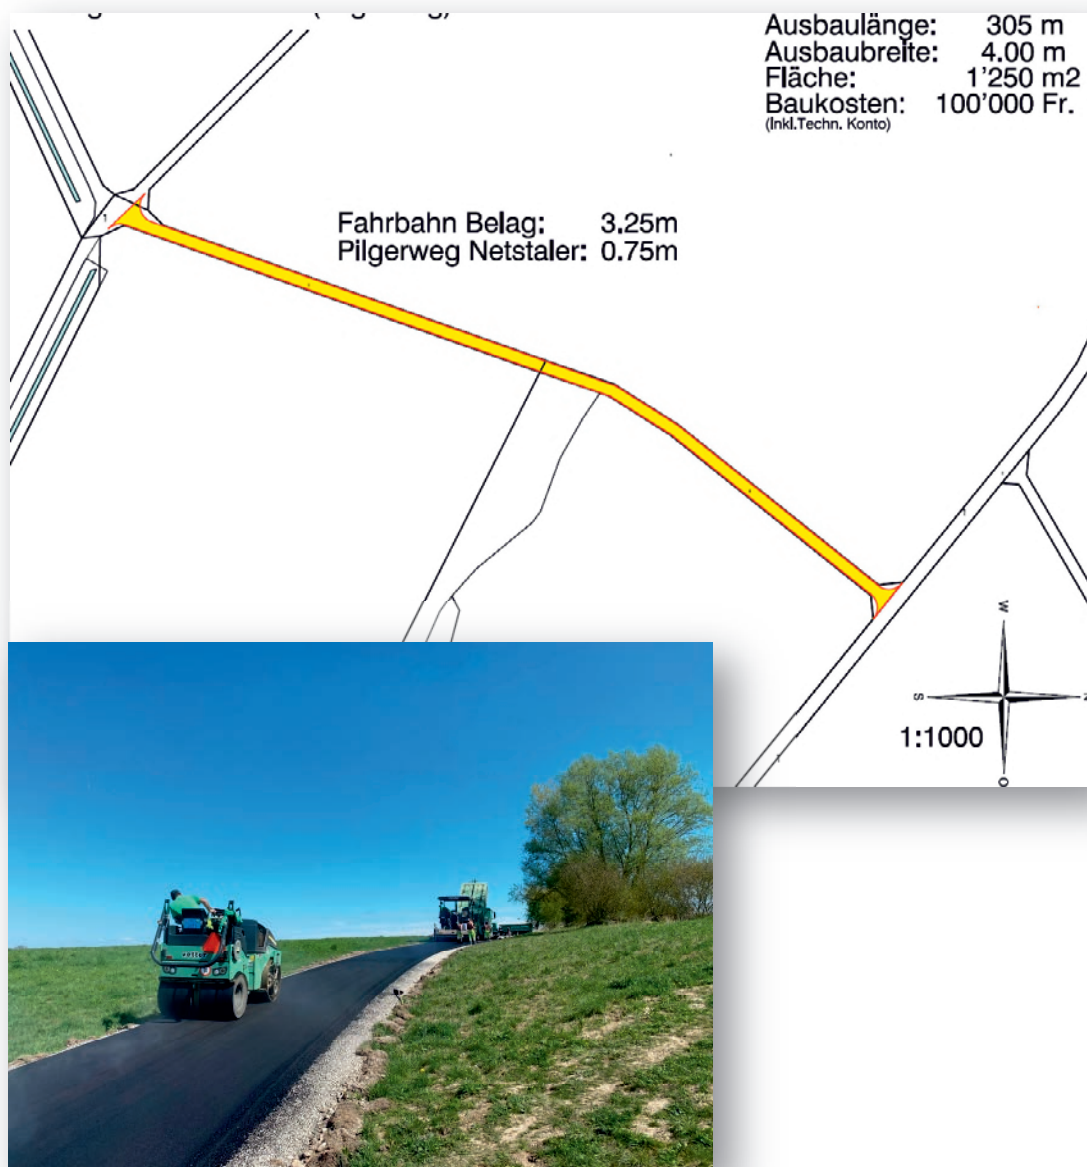 Ausbaulänge: 305 m
Ausbaubreite: 4.00 m
Fläche: 1'250 m2
Baukosten: 100'000 Fr.
(Inkl.Techn. Konto)
Fahrbahn Belag: 3.25m
Pilgerweg Netstaler: 0.75m
W
S
1:1000
O